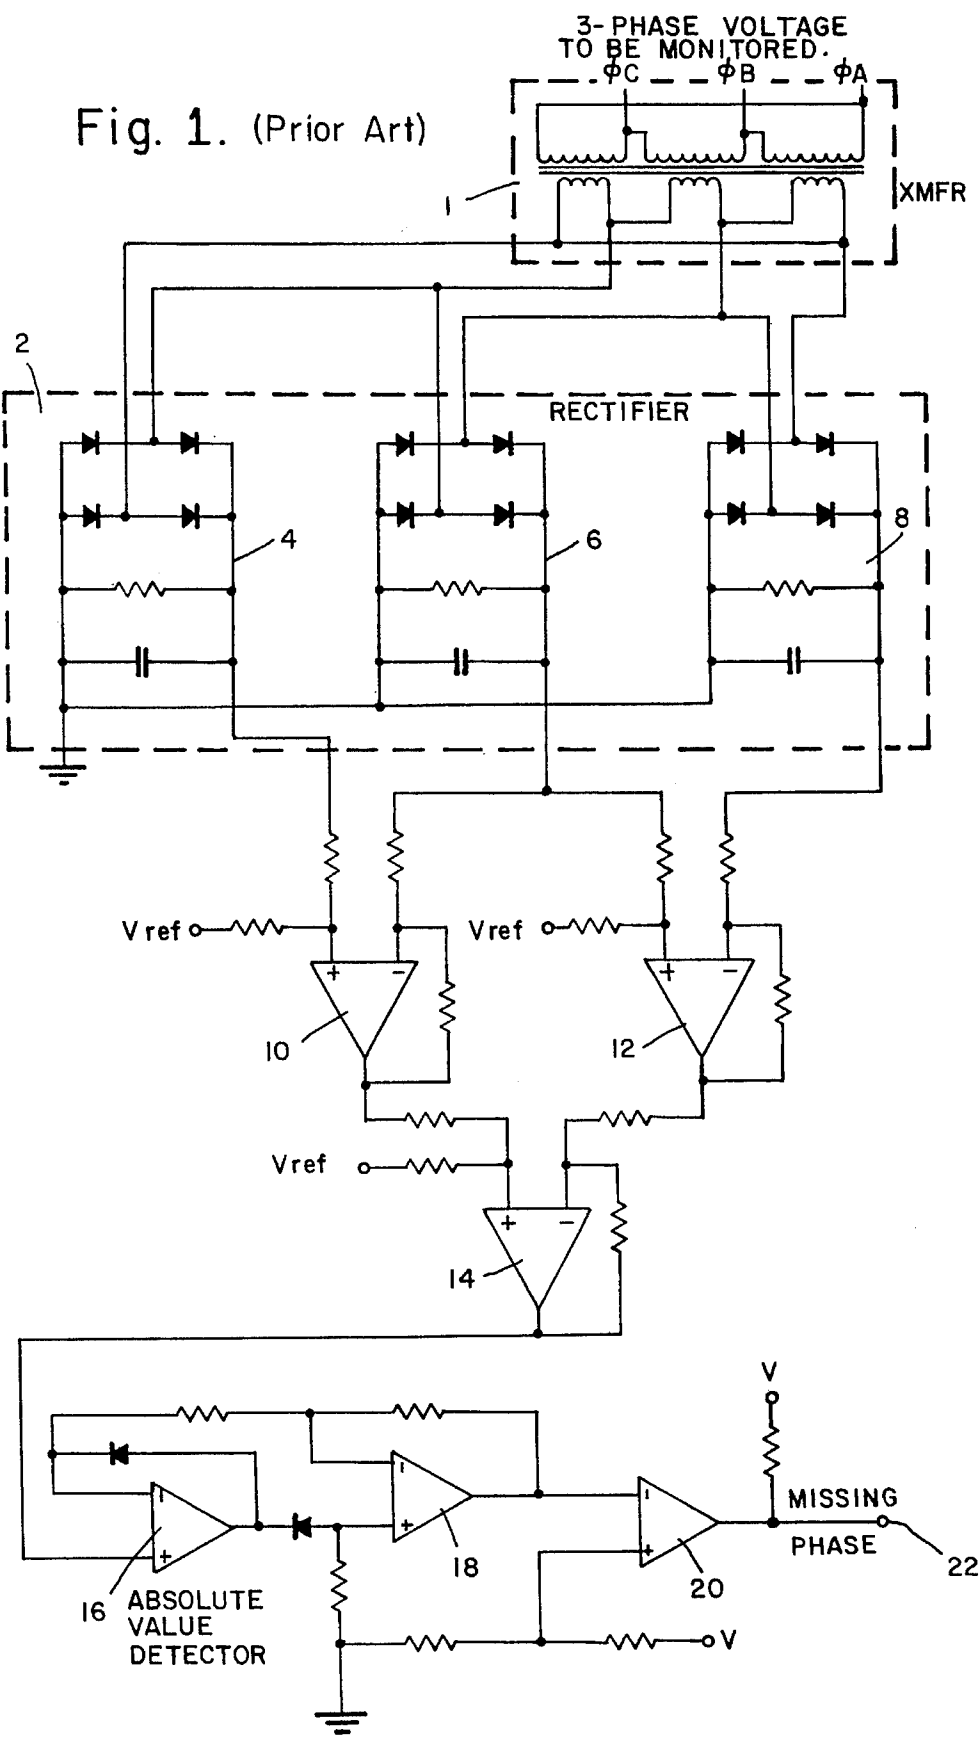 3-PHASE VOLTAGE
TO BE MONITORED.
ϕC ϕB ϕA
Fig. 1. (Prior Art)
1
XMFR
2
RECTIFIER
4
6
8
Vref
Vref
+ −
+ −
10
12
Vref
+ −
14
V
−
−
−
MISSING
+
+
18
+
PHASE
22
16
20
ABSOLUTE
VALUE
DETECTOR
V